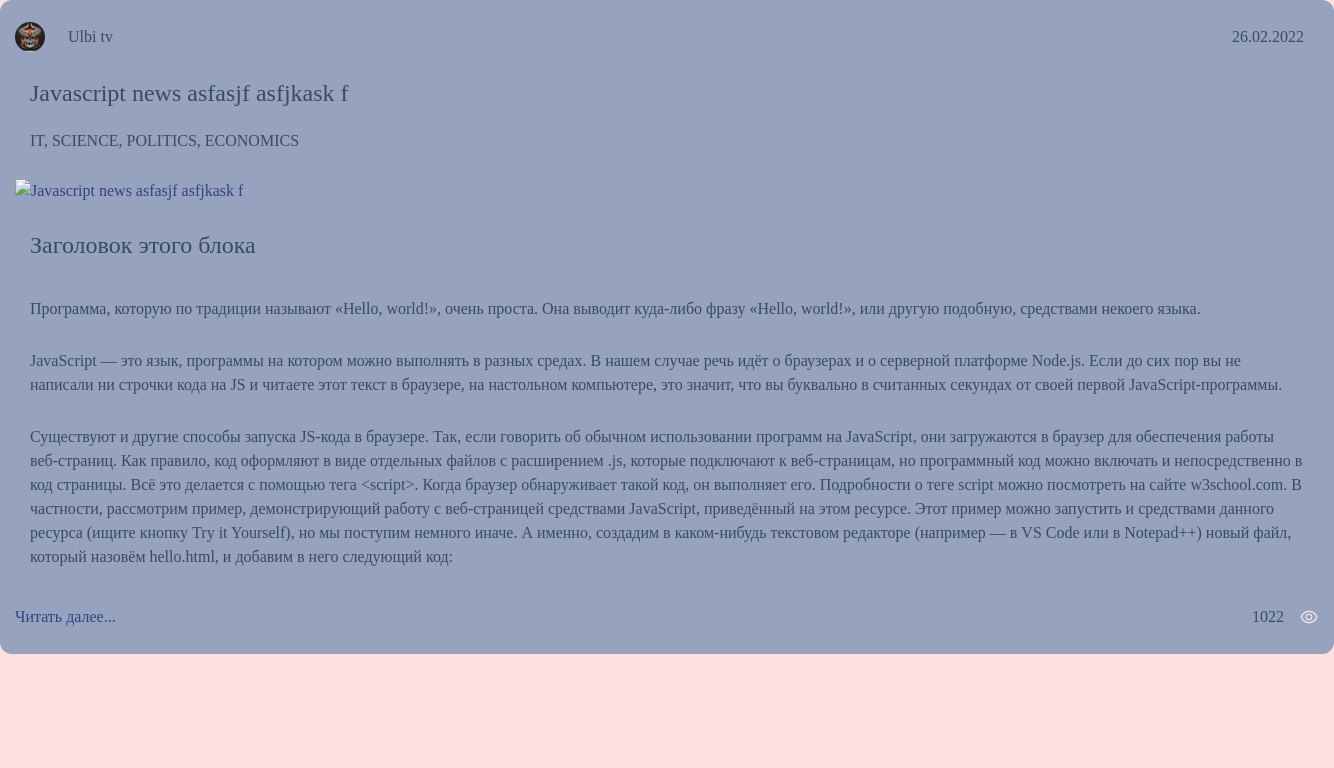 Ulbi tv
26.02.2022
Javascript news asfasjf asfjkask f
IT, SCIENCE, POLITICS, ECONOMICS
Javascript news asfasjf asfjkask f
Заголовок этого блока
Программа, которую по традиции называют «Hello, world!», очень проста. Она выводит куда-либо фразу «Hello, world!», или другую подобную, средствами некоего языка.
JavaScript — это язык, программы на котором можно выполнять в разных средах. В нашем случае речь идёт о браузерах и о серверной платформе Node.js. Если до сих пор вы не
написали ни строчки кода на JS и читаете этот текст в браузере, на настольном компьютере, это значит, что вы буквально в считанных секундах от своей первой JavaScript-программы.
Существуют и другие способы запуска JS-кода в браузере. Так, если говорить об обычном использовании программ на JavaScript, они загружаются в браузер для обеспечения работы
веб-страниц. Как правило, код оформляют в виде отдельных файлов с расширением .js, которые подключают к веб-страницам, но программный код можно включать и непосредственно в
код страницы. Всё это делается с помощью тега <script>. Когда браузер обнаруживает такой код, он выполняет его. Подробности о теге script можно посмотреть на сайте w3school.com. В
частности, рассмотрим пример, демонстрирующий работу с веб-страницей средствами JavaScript, приведённый на этом ресурсе. Этот пример можно запустить и средствами данного
ресурса (ищите кнопку Try it Yourself), но мы поступим немного иначе. А именно, создадим в каком-нибудь текстовом редакторе (например — в VS Code или в Notepad++) новый файл,
который назовём hello.html, и добавим в него следующий код:
Читать далее...
1022